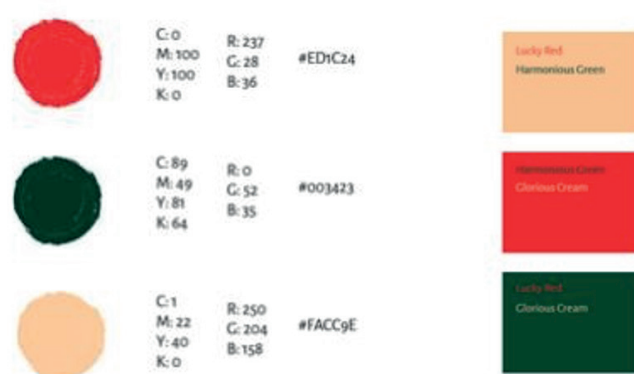 C: 0
M: 100
Y: 100
K: 0
R: 237
G: 28
B: 36
#ED1C24
Lucky Red
Harmonious Green
C: 89
M: 49
Y: 81
K: 64
R: 0
G: 52
B: 35
#003423
Harmonious Green
Glorious Cream
C: 1
M: 22
Y: 40
K: 0
R: 250
G: 204
B: 158
#FACC9E
Lucky Red
Glorious Cream